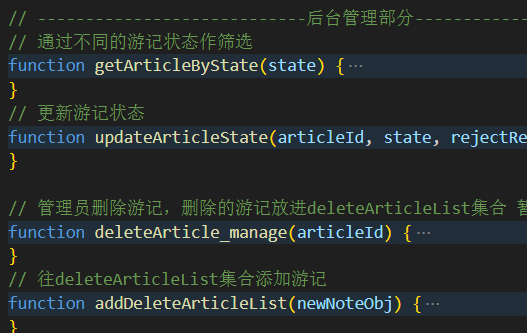 // -------------------------后台管理部分-------------
// 通过不同的游记状态作筛选
function getArticleByState(state) {…
}
// 更新游记状态
function updateArticleState(articleId, state, rejectRe
}
// 管理员删除游记，删除的游记放进deleteArticleList集合 暂
function deleteArticle_manage(articleId) {…
}
// 往deleteArticleList集合添加游记
function addDeleteArticleList(newNoteObj) {…
}